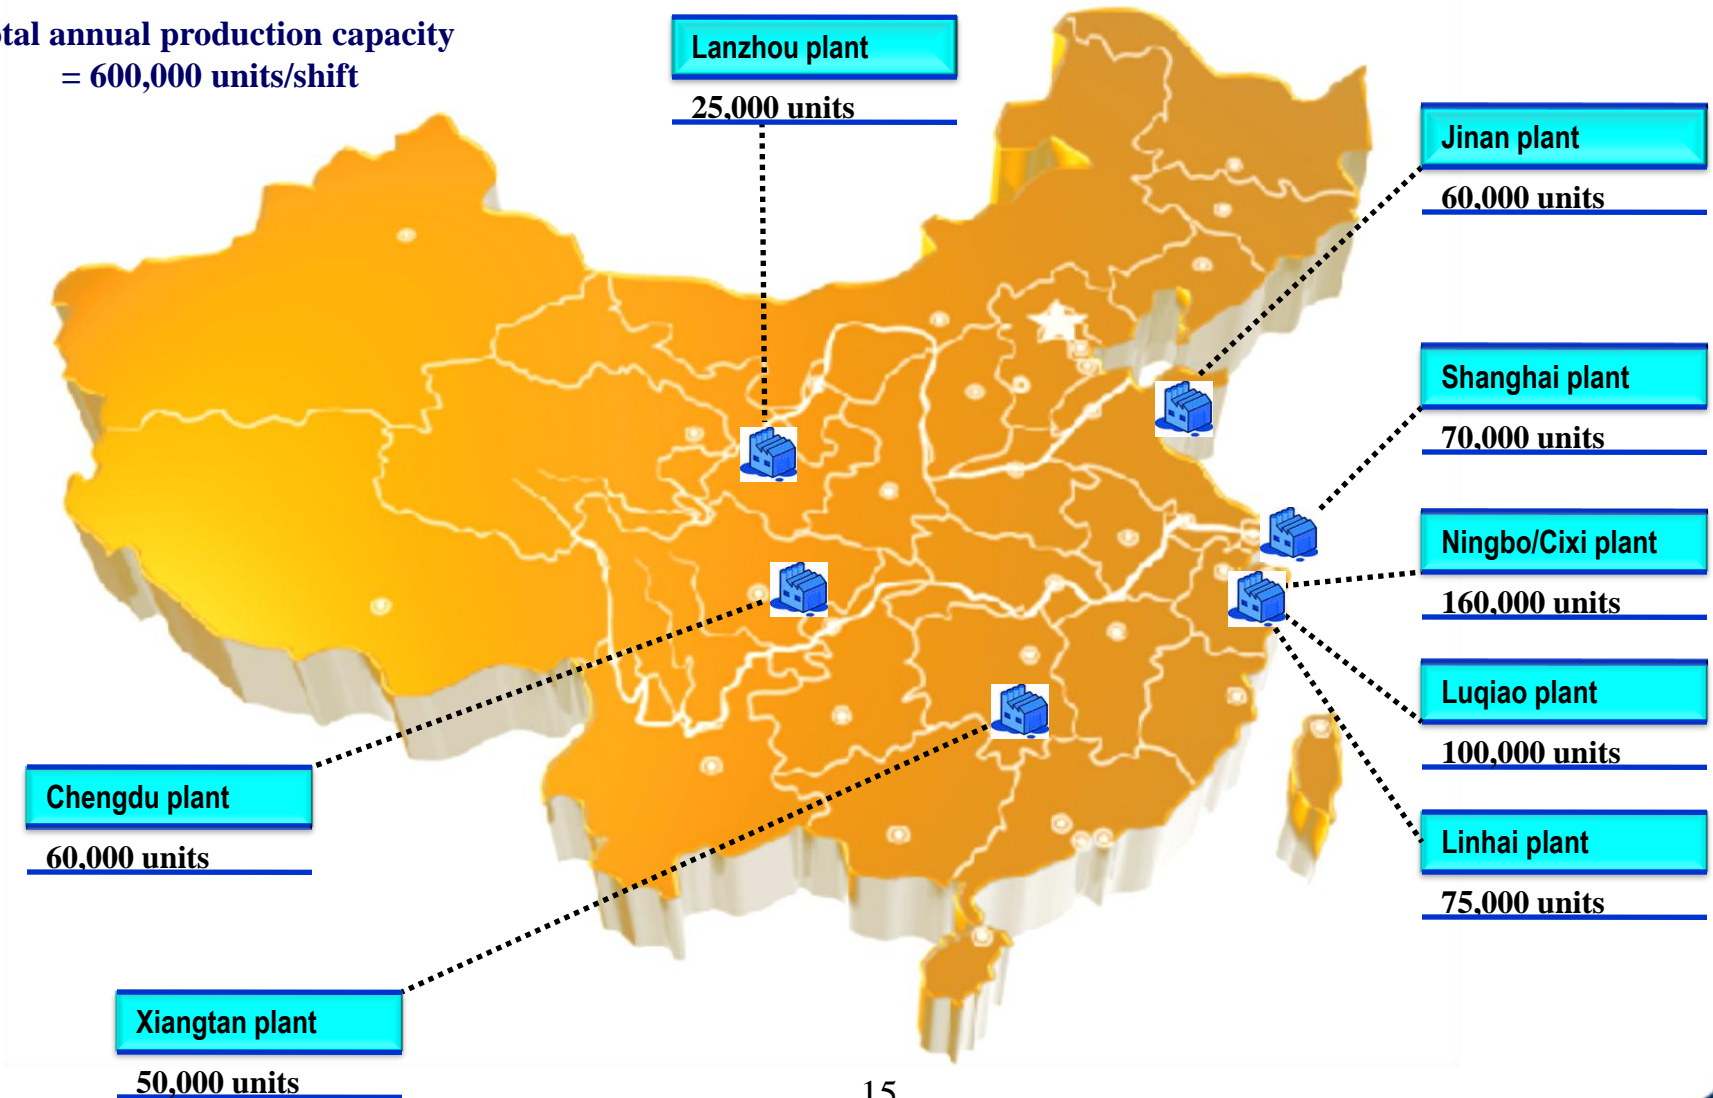 annual production capacity
= 600,000 units/shift
Lanzhou plant
25,000 units
Jinan plant
60,000 units
Shanghai plant
70,000 units
Ningbo/Cixi plant
160,000 units
Luqiao plant
100,000 units
Linhai plant
75,000 units
Chengdu plant
60,000 units
Xiangtan plant
50,000 units
15